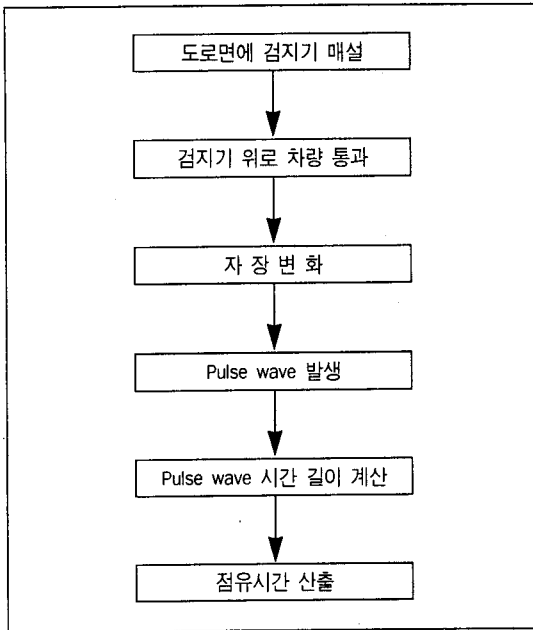 도로면에 검지기 매설
검지기 위로 차량 통과
자 장 변 화
Pulse wave 발생
Pulse wave 시간 길이 계산
점유시간 산출